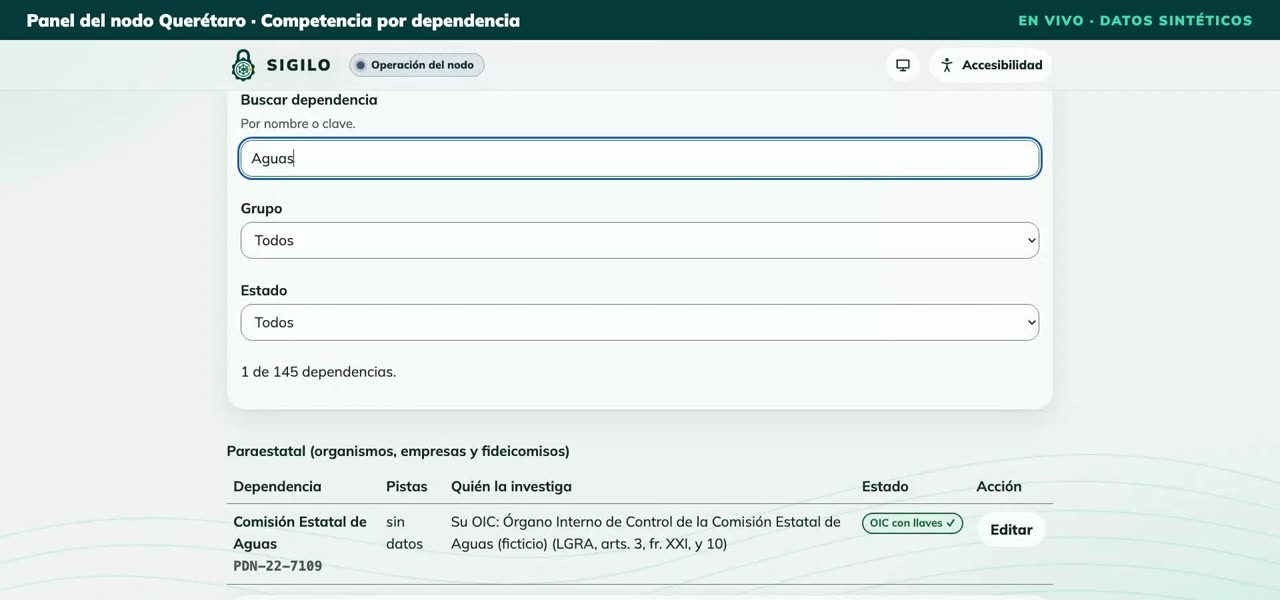 Panel del nodo Querétaro · Competencia por dependencia
EN VIVO · DATOS SINTÉTICOS
SIGILO
Operación del nodo
Accesibilidad
Buscar dependencia
Por nombre o clave.
Aguas
Grupo
Todos
Estado
Todos
1 de 145 dependencias.
Paraestatal (organismos, empresas y fideicomisos)
Dependencia Pistas Quién la investiga Estado Acción
Comisión Estatal de Aguas
PDN-22-7109
sin datos
Su OIC: Órgano Interno de Control de la Comisión Estatal de
Aguas (ficticio) (LGRA, arts. 3, fr. XXI, y 10)
OIC con llaves ✓
Editar